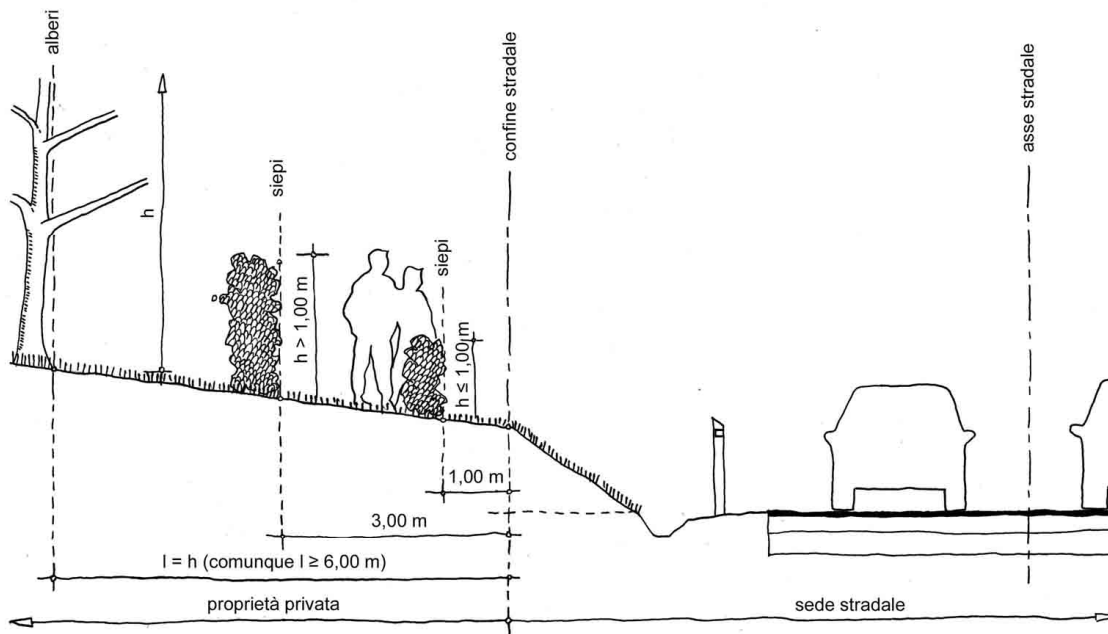 alberi
siepi
siepi
confine stradale
asse stradale
h
h > 1,00 m
h ≤ 1,00 m
1,00 m
3,00 m
l = h (comunque l ≥ 6,00 m)
proprietà privata
sede stradale